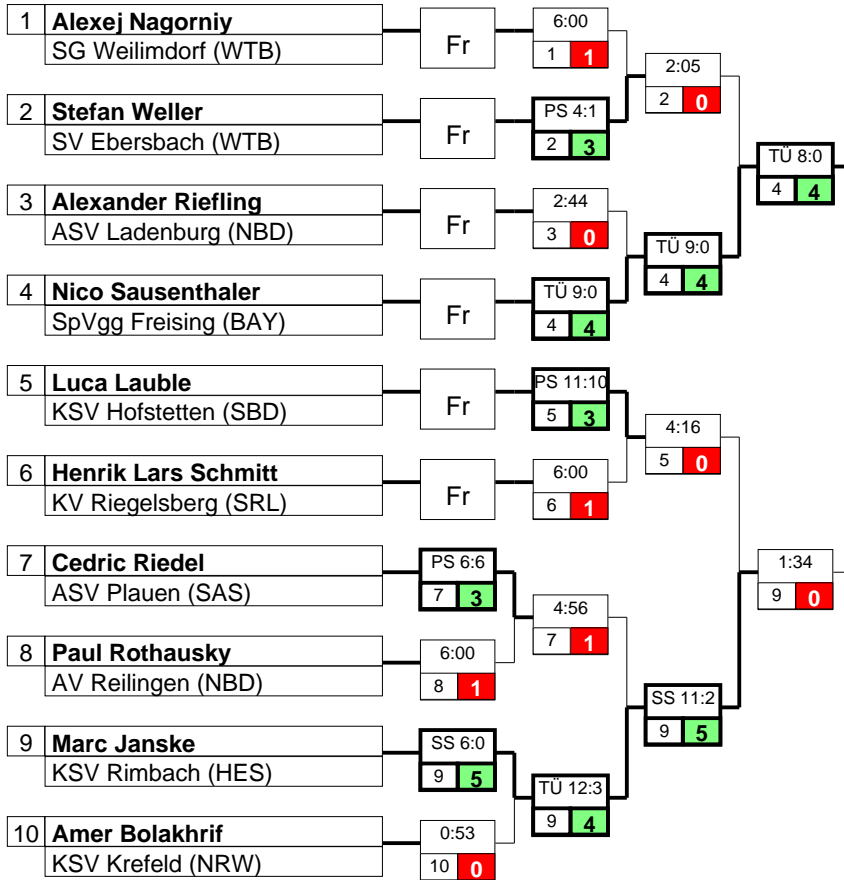 1 Alexej Nagorniy
SG Weilimdorf (WTB)
Fr
6:00
1 1
2:05
2 0
2 Stefan Weller
SV Ebersbach (WTB)
Fr
PS 4:1
2 3
TÜ 8:0
4 4
3 Alexander Riefling
ASV Ladenburg (NBD)
Fr
2:44
3 0
TÜ 9:0
4 4
4 Nico Sausenthaler
SpVgg Freising (BAY)
Fr
TÜ 9:0
4 4
5 Luca Lauble
KSV Hofstetten (SBD)
Fr
PS 11:10
5 3
4:16
5 0
6 Henrik Lars Schmitt
KV Riegelsberg (SRL)
Fr
6:00
6 1
7 Cedric Riedel
ASV Plauen (SAS)
PS 6:6
7 3
4:56
7 1
1:34
9 0
8 Paul Rothausky
AV Reilingen (NBD)
6:00
8 1
SS 11:2
9 5
9 Marc Janske
KSV Rimbach (HES)
SS 6:0
9 5
TÜ 12:3
9 4
10 Amer Bolakhrif
KSV Krefeld (NRW)
0:53
10 0